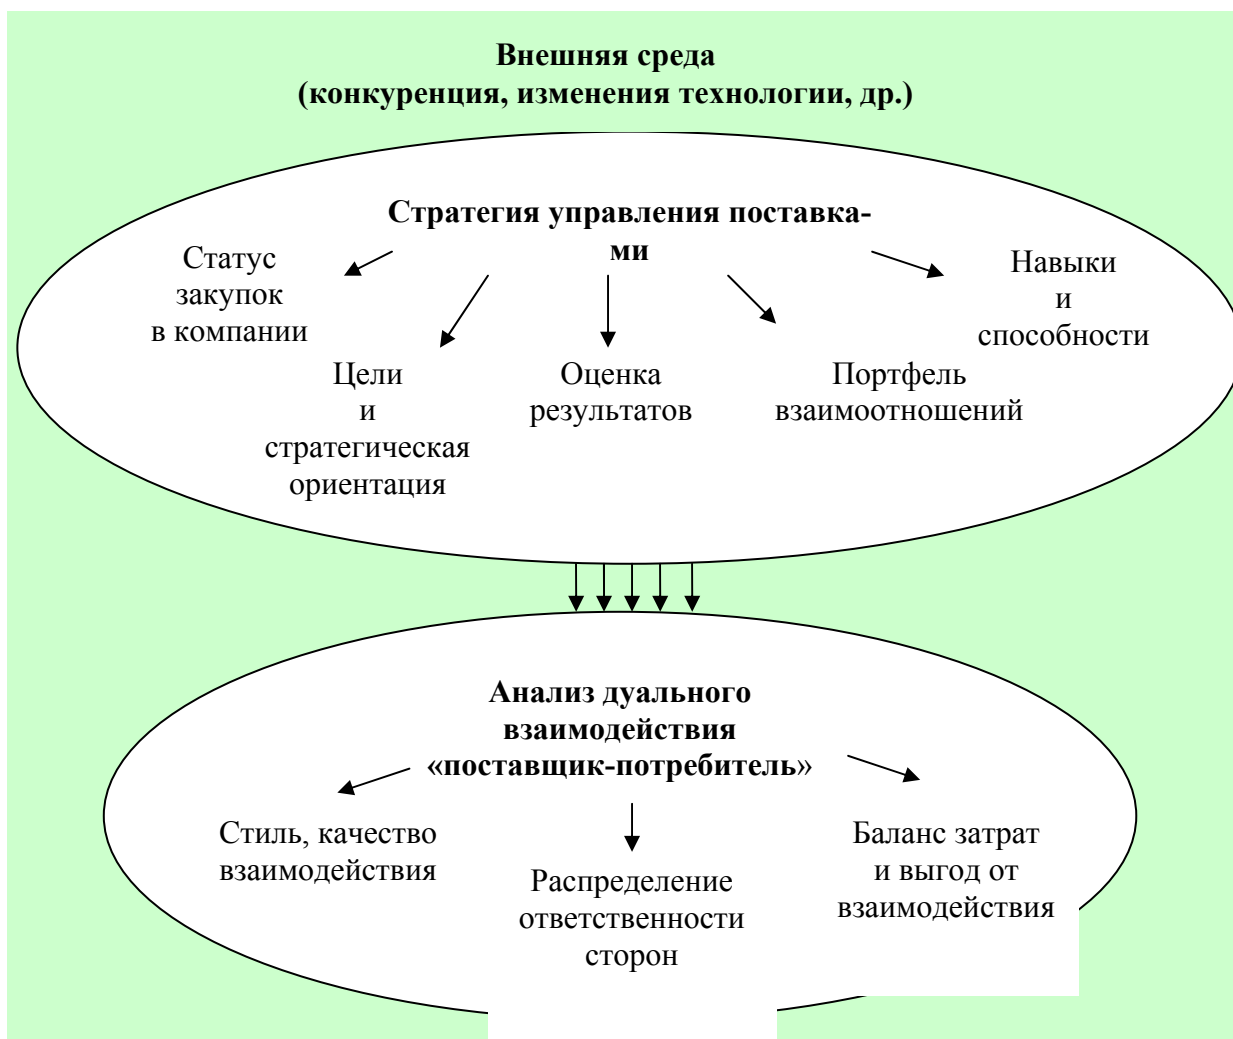 Внешняя среда
(конкуренция, изменения технологии, др.)
Стратегия управления поставка-
ми
Статус
закупок
в компании
Цели
и
стратегическая
ориентация
Оценка
результатов
Портфель
взаимоотношений
Навыки
и
способности
Анализ дуального
взаимодействия
«поставщик-потребитель»
Стиль, качество
взаимодействия
Распределение
ответственности
сторон
Баланс затрат
и выгод от
взаимодействия